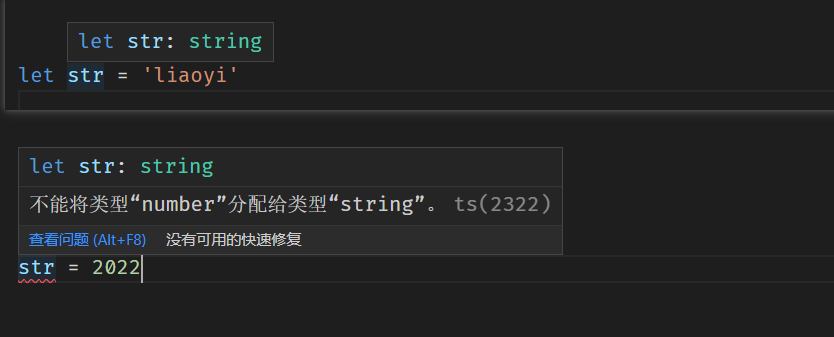 let str: string
let str = 'liaoyi'
let str: string
不能将类型“number”分配给类型“string”。 ts(2322)
查看问题 (Alt+F8) 没有可用的快速修复
str = 2022